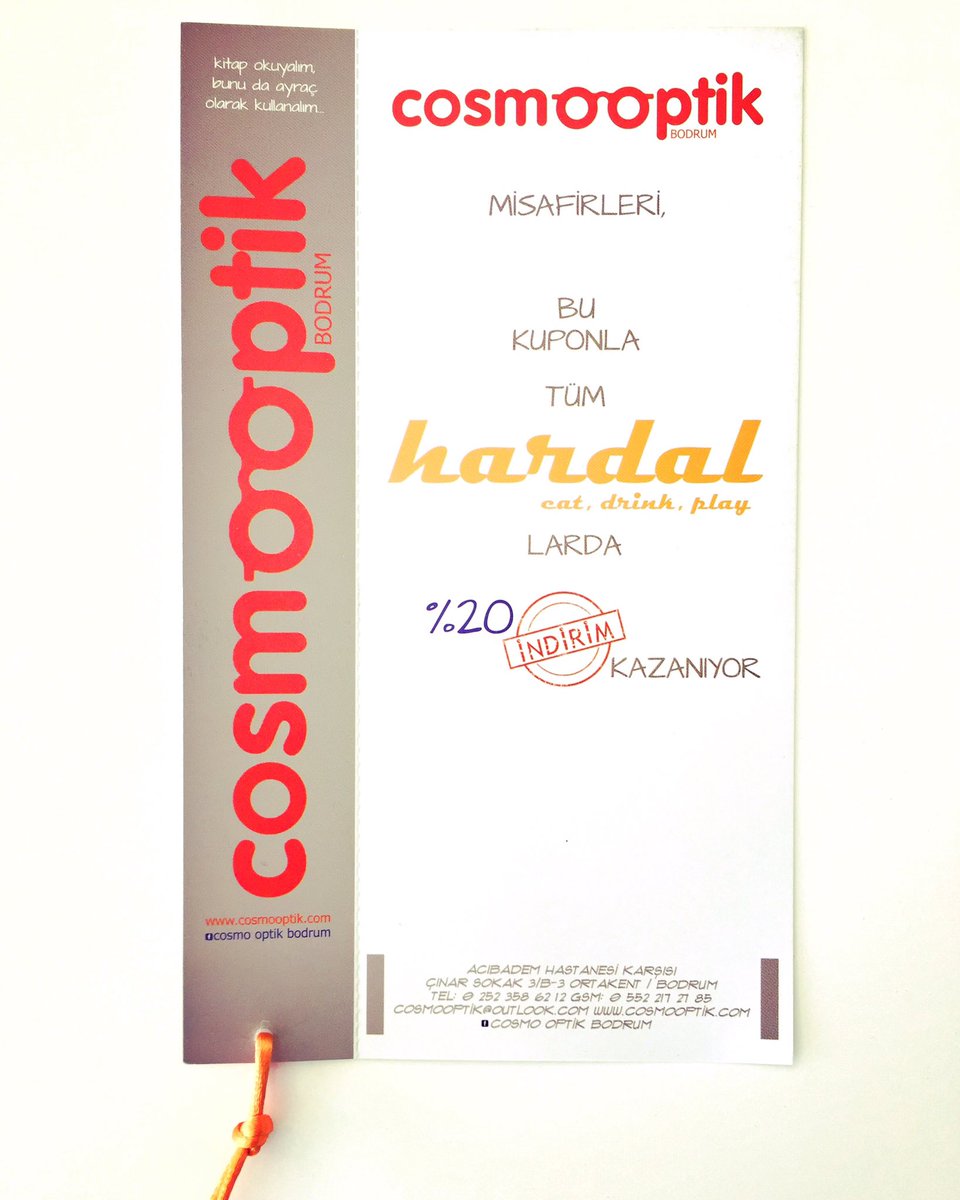 kitap okuyalım,
bunu da ayraç
olarak kullanalım...
cosmooptik
BODRUM
www.cosmooptik.com
cosmo optik bodrum
cosmooptik
BODRUM
MİSAFİRLERİ,
BU
KUPONLA
TÜM
hardal
eat, drink, play
LARDA
%20 İNDİRİM
KAZANIYOR
ACIBADEM HASTANESİ KARŞISI
ÇINAR SOKAK 3/B-3 ORTAKENT / BODRUM
TEL: 0 252 358 62 12 GSM: 0 552 217 21 85
COSMOOPTIK@OUTLOOK.COM WWW.COSMOOPTIK.COM
COSMO OPTIK BODRUM